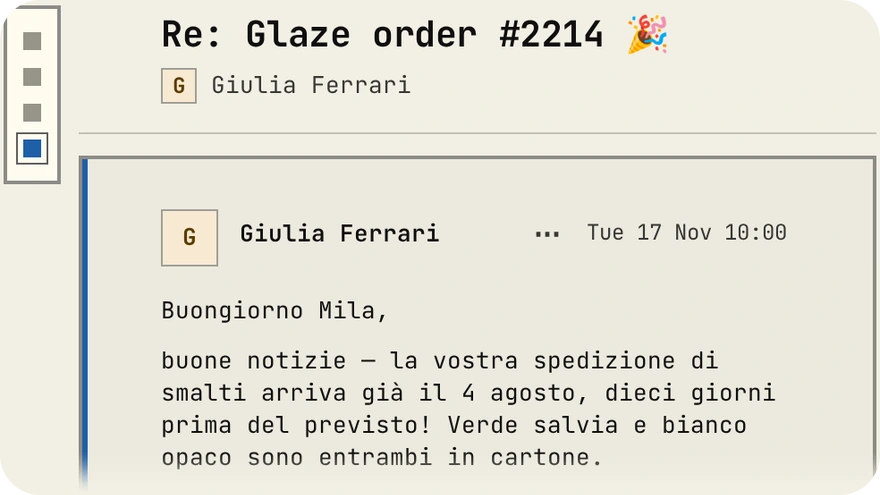 Re: Glaze order #2214 🎉
G Giulia Ferrari
G Giulia Ferrari ... Tue 17 Nov 10:00
Buongiorno Mila,
buone notizie — la vostra spedizione di
smalti arriva già il 4 agosto, dieci giorni
prima del previsto! Verde salvia e bianco
opaco sono entrambi in cartone.